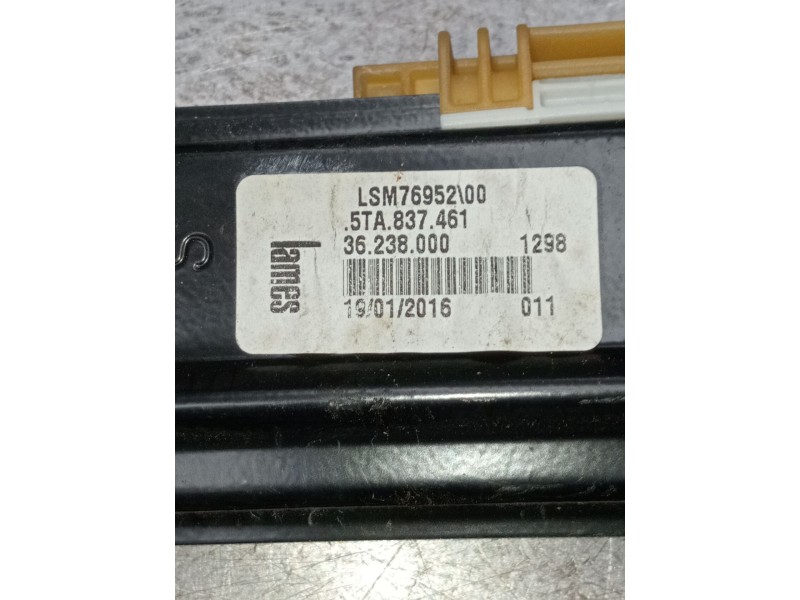 LSM76952\00
.5TA.837.461
36.238.000 1298
19/01/2016 011
Lames
S